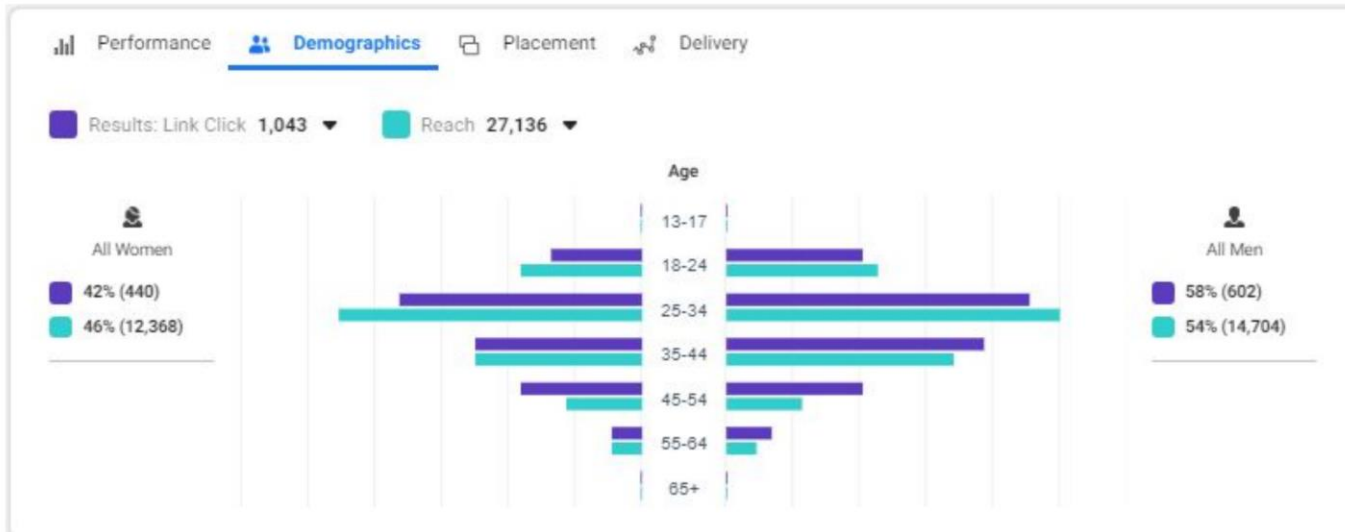 Performance Demographics Placement Delivery
Results: Link Click 1,043 Reach 27,136
Age
All Women
42% (440)
46% (12,368)
13-17
18-24
25-34
35-44
45-54
55-64
65+
All Men
58% (602)
54% (14,704)